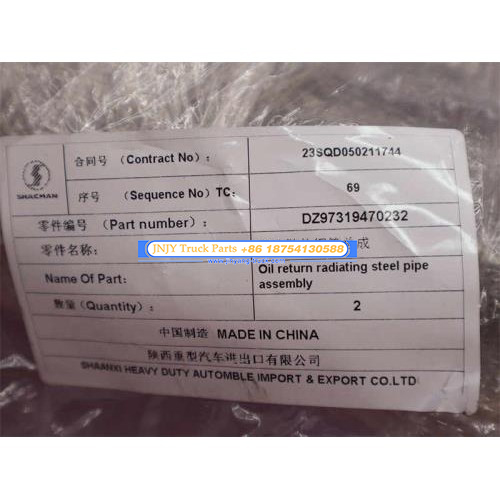 SHACMAN
合同号 (Contract No)： 23SQD050211744
序号 (Sequence No) TC: 69
零件编号 (Part number)： DZ97319470232
零件名称：
JNJY Truck Parts +86 18754130588
Name Of Part: Oil return radiating steel pipe
assembly
数量(Quantity)： 2
中国制造 MADE IN CHINA
陕西重型汽车进出口有限公司
SHAANXI HEAVY DUTY AUTOMBLE IMPORT & EXPORT CO.LTD